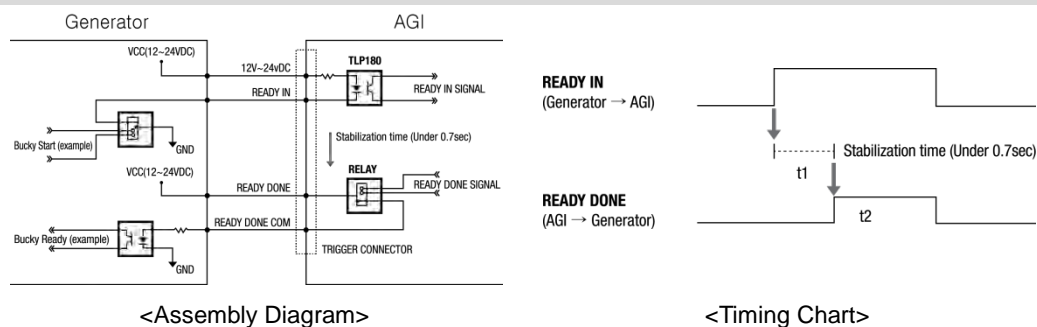 Generator
AGI
VCC(12~24VDC)
12V~24vDC
TLP180
READY IN
READY IN SIGNAL
Bucky Start (example)
GND
Stabilization time (Under 0.7sec)
VCC(12~24VDC)
RELAY
READY DONE
READY DONE SIGNAL
READY DONE COM
Bucky Ready (example)
GND
TRIGGER CONNECTOR
<Assembly Diagram>
READY IN
(Generator → AGI)
Stabilization time (Under 0.7sec)
t1
READY DONE
(AGI → Generator)
t2
<Timing Chart>